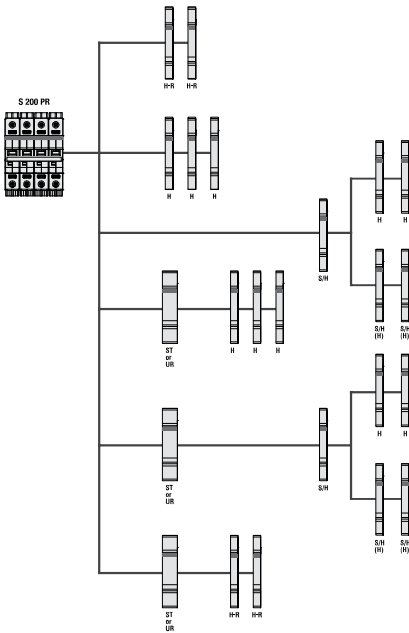 S 200 PR
H-R H-R
H H H
H H
S/H
S/H S/H
(H) (H)
ST
or
UR
H H H
H H
ST
or
UR
S/H
S/H S/H
(H) (H)
ST
or
UR
H-R H-R